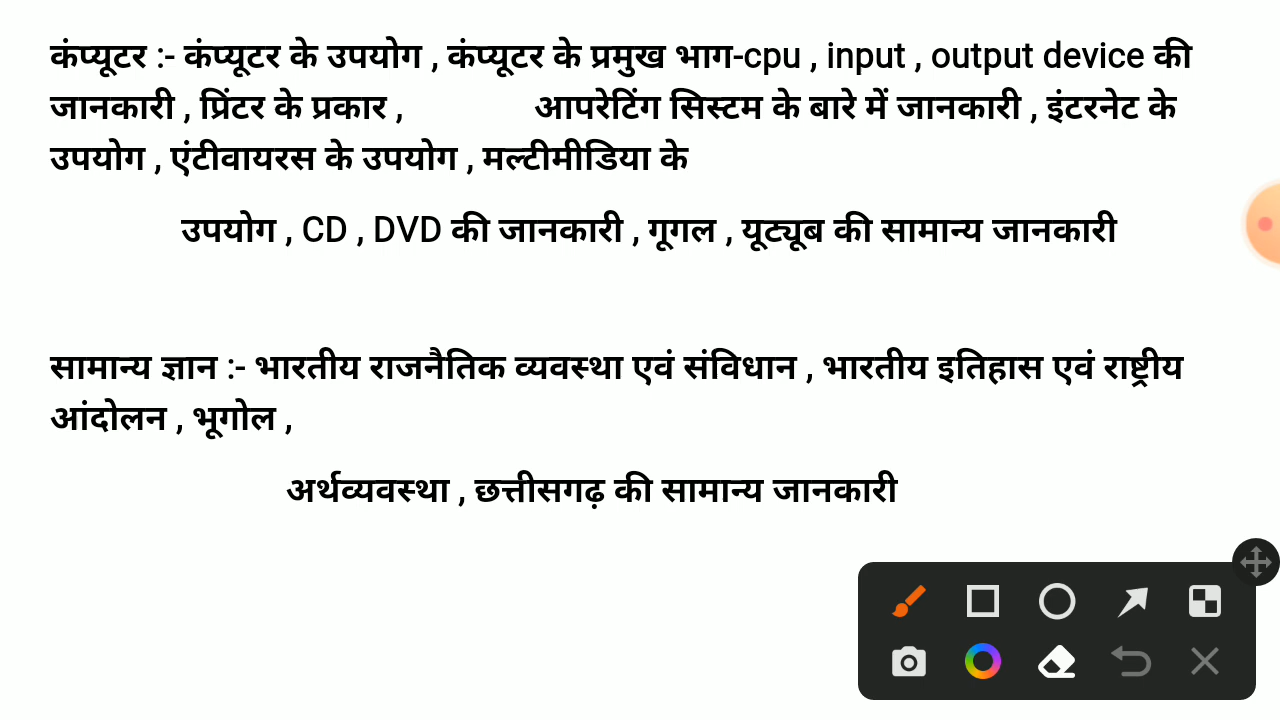 कंप्यूटर :- कंप्यूटर के उपयोग , कंप्यूटर के प्रमुख भाग-cpu , input , output device की
जानकारी , प्रिंटर के प्रकार , आपरेटिंग सिस्टम के बारे में जानकारी , इंटरनेट के
उपयोग , एंटीवायरस के उपयोग , मल्टीमीडिया के
उपयोग , CD , DVD की जानकारी , गूगल , यूट्यूब की सामान्य जानकारी
सामान्य ज्ञान :- भारतीय राजनैतिक व्यवस्था एवं संविधान , भारतीय इतिहास एवं राष्ट्रीय
आंदोलन , भूगोल ,
अर्थव्यवस्था , छत्तीसगढ़ की सामान्य जानकारी